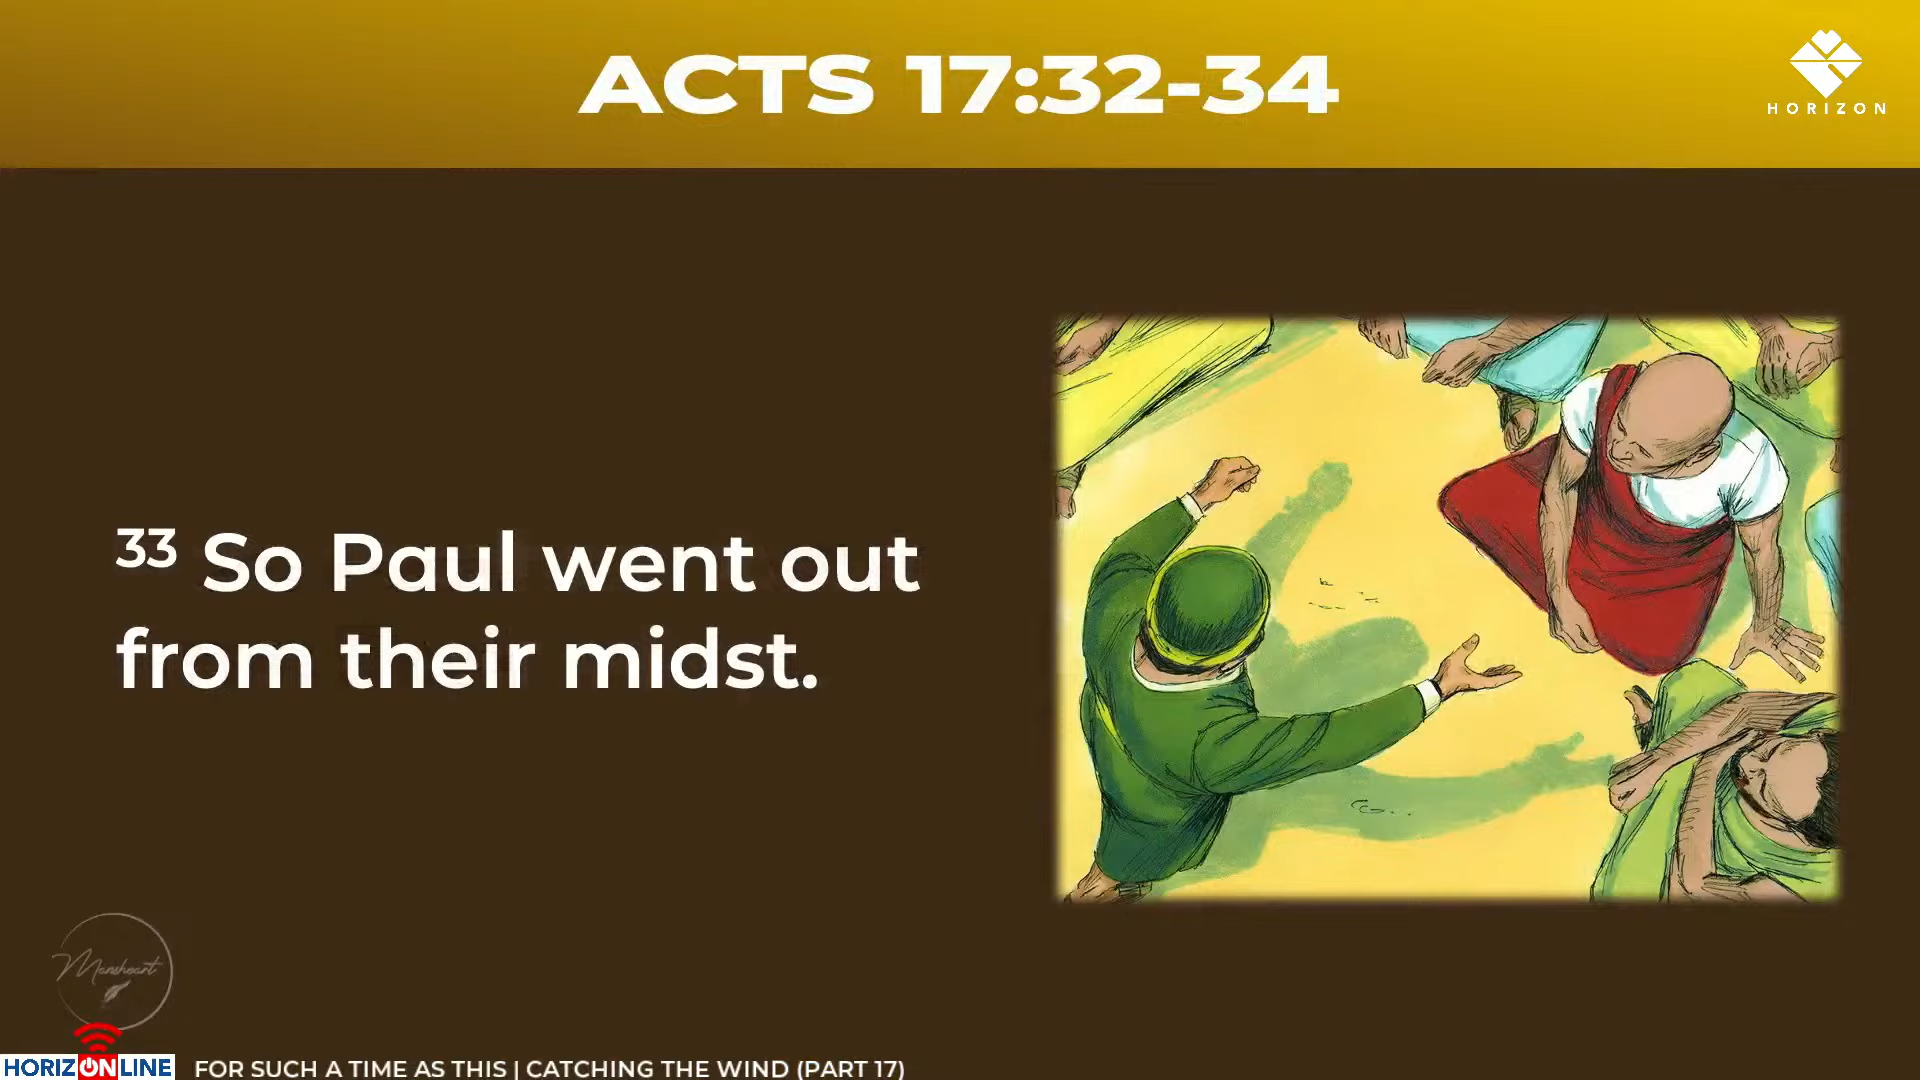 ACTS 17:32-34
HORIZON
33 So Paul went out
from their midst.
Mansheart
HORIZONLINE
FOR SUCH A TIME AS THIS | CATCHING THE WIND (PART 17)